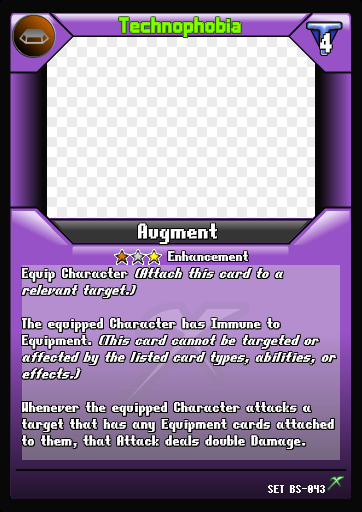 Technophobia
4
Augment
Enhancement
Equip Character (Attach this card to a
relevant target.)
The equipped Character has Immune to
Equipment. (This card cannot be targeted or
affected by the listed card types, abilities, or
effects.)
Whenever the equipped Character attacks a
target that has any Equipment cards attached
to them, that Attack deals double Damage.
SET BS-043